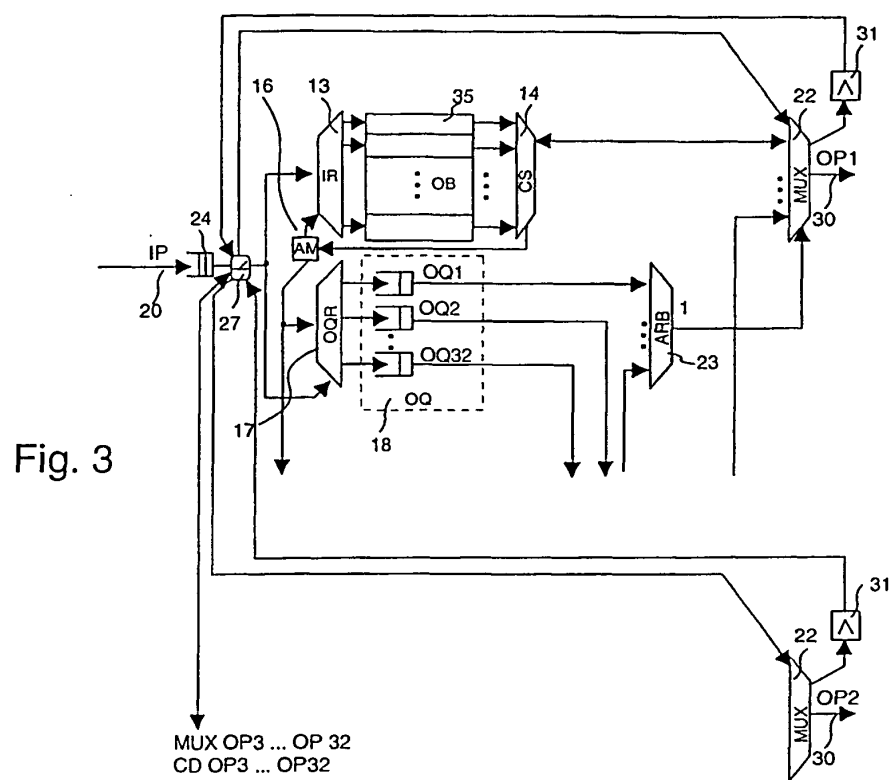 31
16
13
35
14
22
OP1
IR
OB
CS
MUX
30
24
IP
AM
20
27
OQ1
OQ2
OQ32
OQR
1
ARB
23
17
18
OQ
Fig. 3
31
22
OP2
MUX
30
MUX OP3 ... OP 32
CD OP3 ... OP32